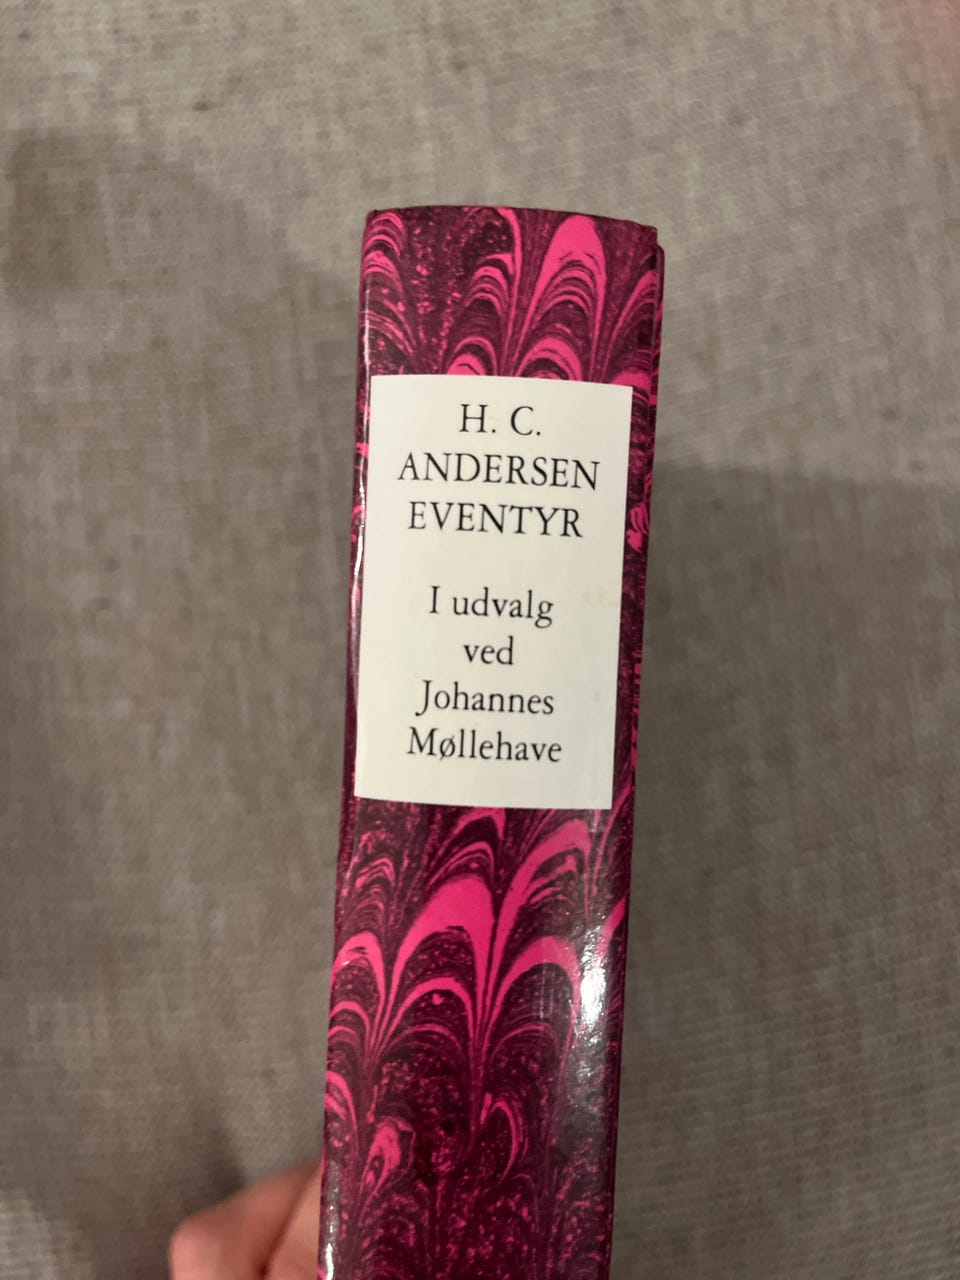 H. C.
ANDERSEN
EVENTYR
I udvalg
ved
Johannes
Møllehave